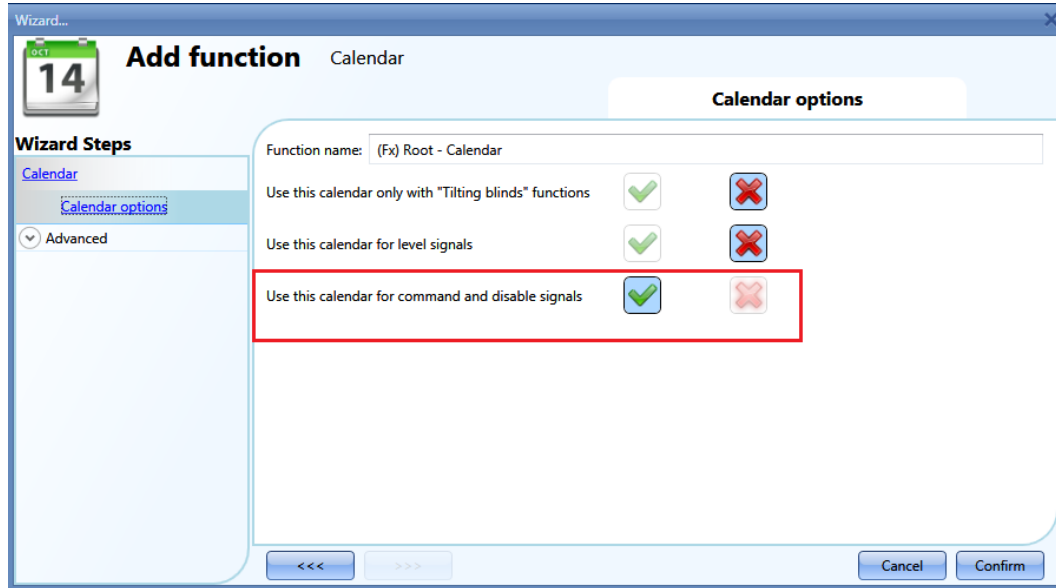 Wizard...
OCT
14
Add function Calendar
Calendar options
Wizard Steps
Calendar
Calendar options
Advanced
Function name: (Fx) Root - Calendar
Use this calendar only with "Tilting blinds" functions
Use this calendar for level signals
Use this calendar for command and disable signals
<<< >>> Cancel Confirm